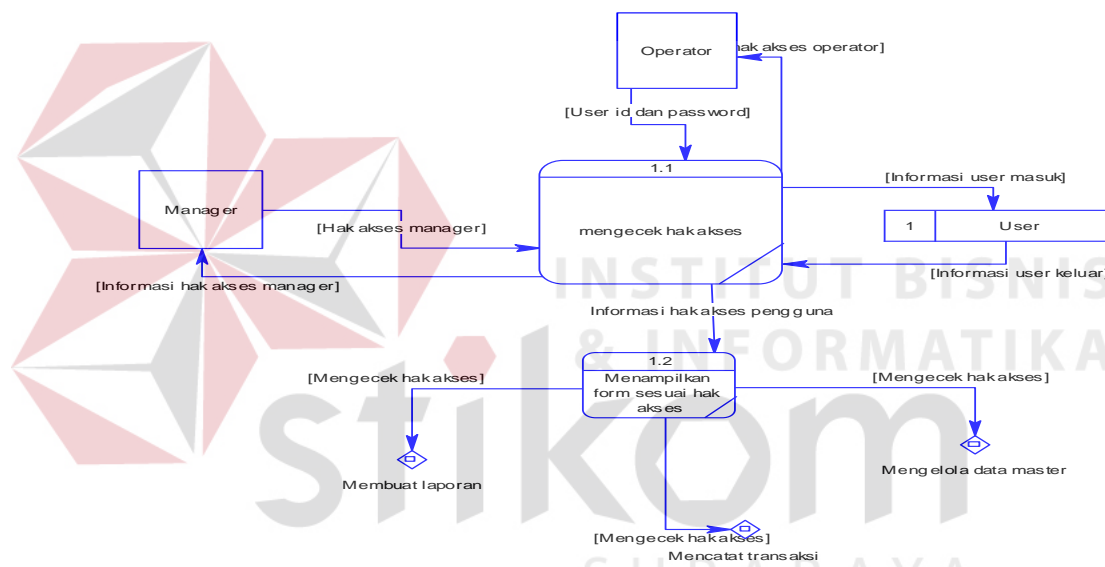 Operator
hak akses operator]
[User id dan password]
1.1
mengecek hak akses
[Informasi user masuk]
1
User
[Informasi user keluar]
Manager
[Hak akses manager]
[Informasi hak akses manager]
Informasi hak akses pengguna
1.2
Menampilkan
form sesuai hak
akses
[Mengecek hak akses]
[Mengecek hak akses]
Membuat laporan
Mengelola data master
[Mengecek hak akses]
Mencatat transaksi
INSTITUT BISNIS
& INFORMATIKA
stikom
SURABAYA